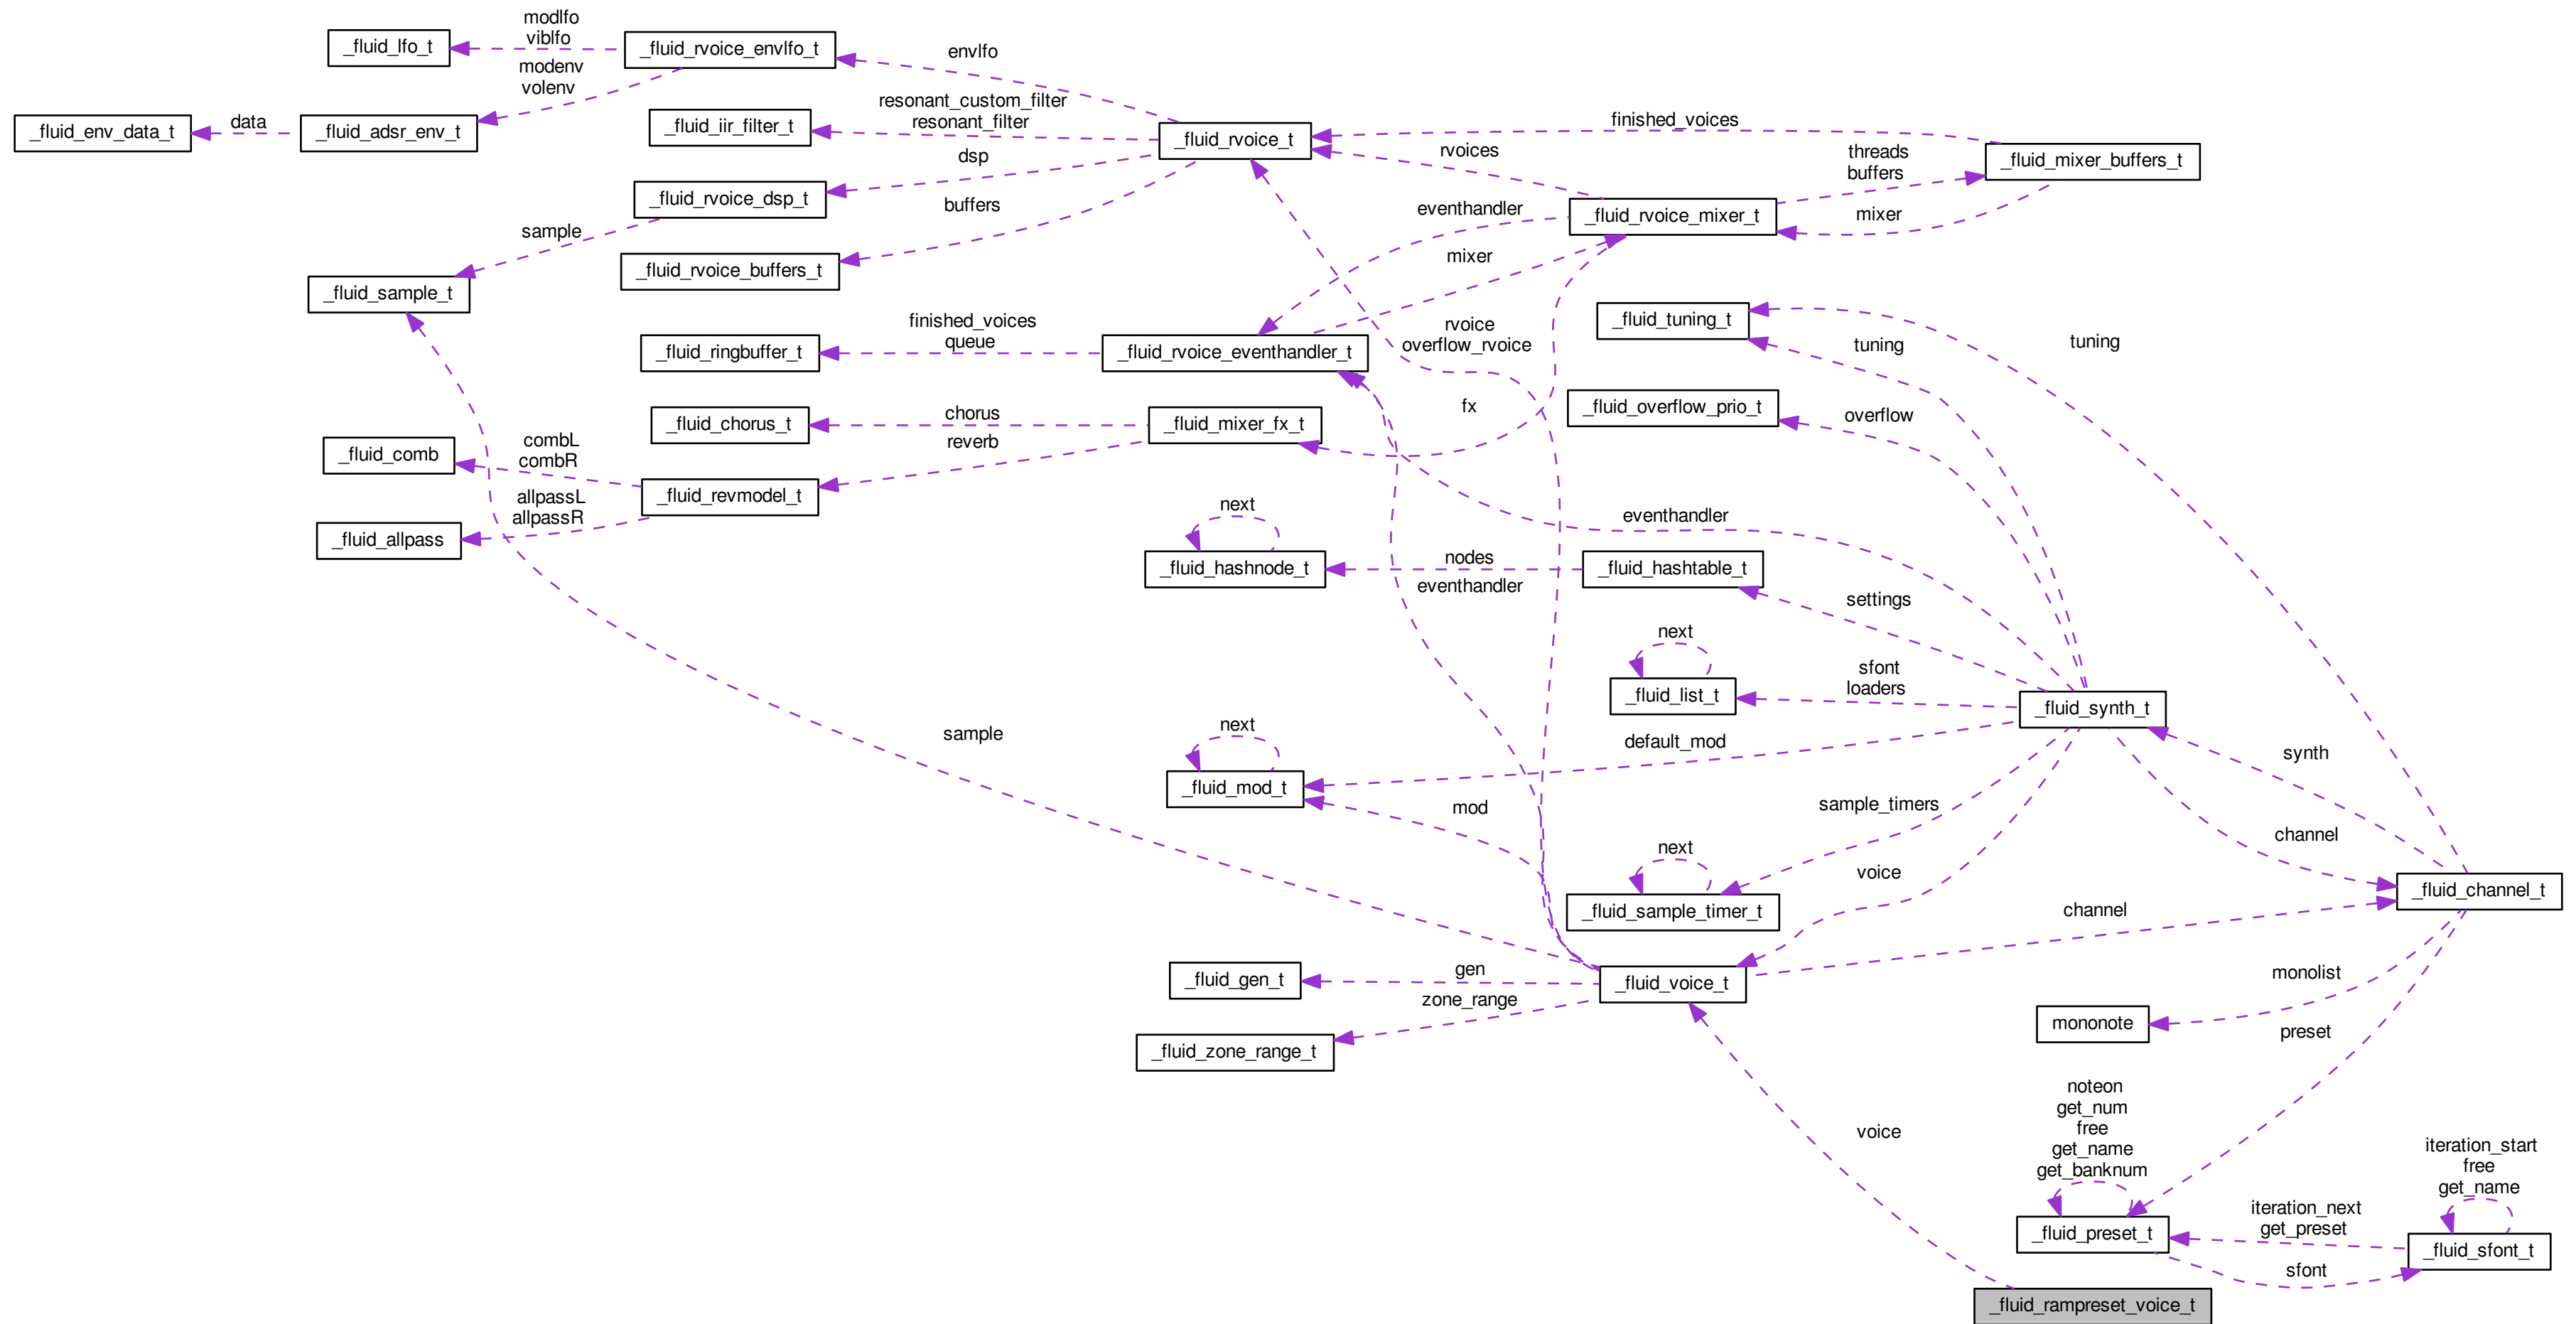 modlfo
viblfo
_fluid_lfo_t
_fluid_rvoice_envlfo_t
envlfo
modenv
volenv
resonant_custom_filter
resonant_filter
finished_voices
data
_fluid_env_data_t
_fluid_adsr_env_t
_fluid_iir_filter_t
_fluid_rvoice_t
rvoices
threads
buffers
_fluid_mixer_buffers_t
dsp
_fluid_rvoice_dsp_t
buffers
eventhandler
_fluid_rvoice_mixer_t
mixer
sample
mixer
_fluid_rvoice_buffers_t
_fluid_sample_t
finished_voices
queue
rvoice
overflow_rvoice
_fluid_tuning_t
tuning
tuning
_fluid_ringbuffer_t
_fluid_rvoice_eventhandler_t
fx
_fluid_overflow_prio_t
overflow
chorus
_fluid_chorus_t
_fluid_mixer_fx_t
reverb
combL
combR
_fluid_comb
_fluid_revmodel_t
allpassL
allpassR
_fluid_allpass
next
eventhandler
nodes
_fluid_hashnode_t
_fluid_hashtable_t
eventhandler
settings
next
sfont
loaders
_fluid_list_t
_fluid_synth_t
next
sample
default_mod
synth
_fluid_mod_t
mod
sample_timers
channel
next
voice
_fluid_sample_timer_t
channel
_fluid_channel_t
gen
_fluid_gen_t
_fluid_voice_t
monolist
zone_range
mononote
preset
_fluid_zone_range_t
noteon
get_num
free
get_name
get_banknum
voice
iteration_start
free
get_name
iteration_next
get_preset
_fluid_preset_t
_fluid_sfont_t
sfont
_fluid_rampreset_voice_t